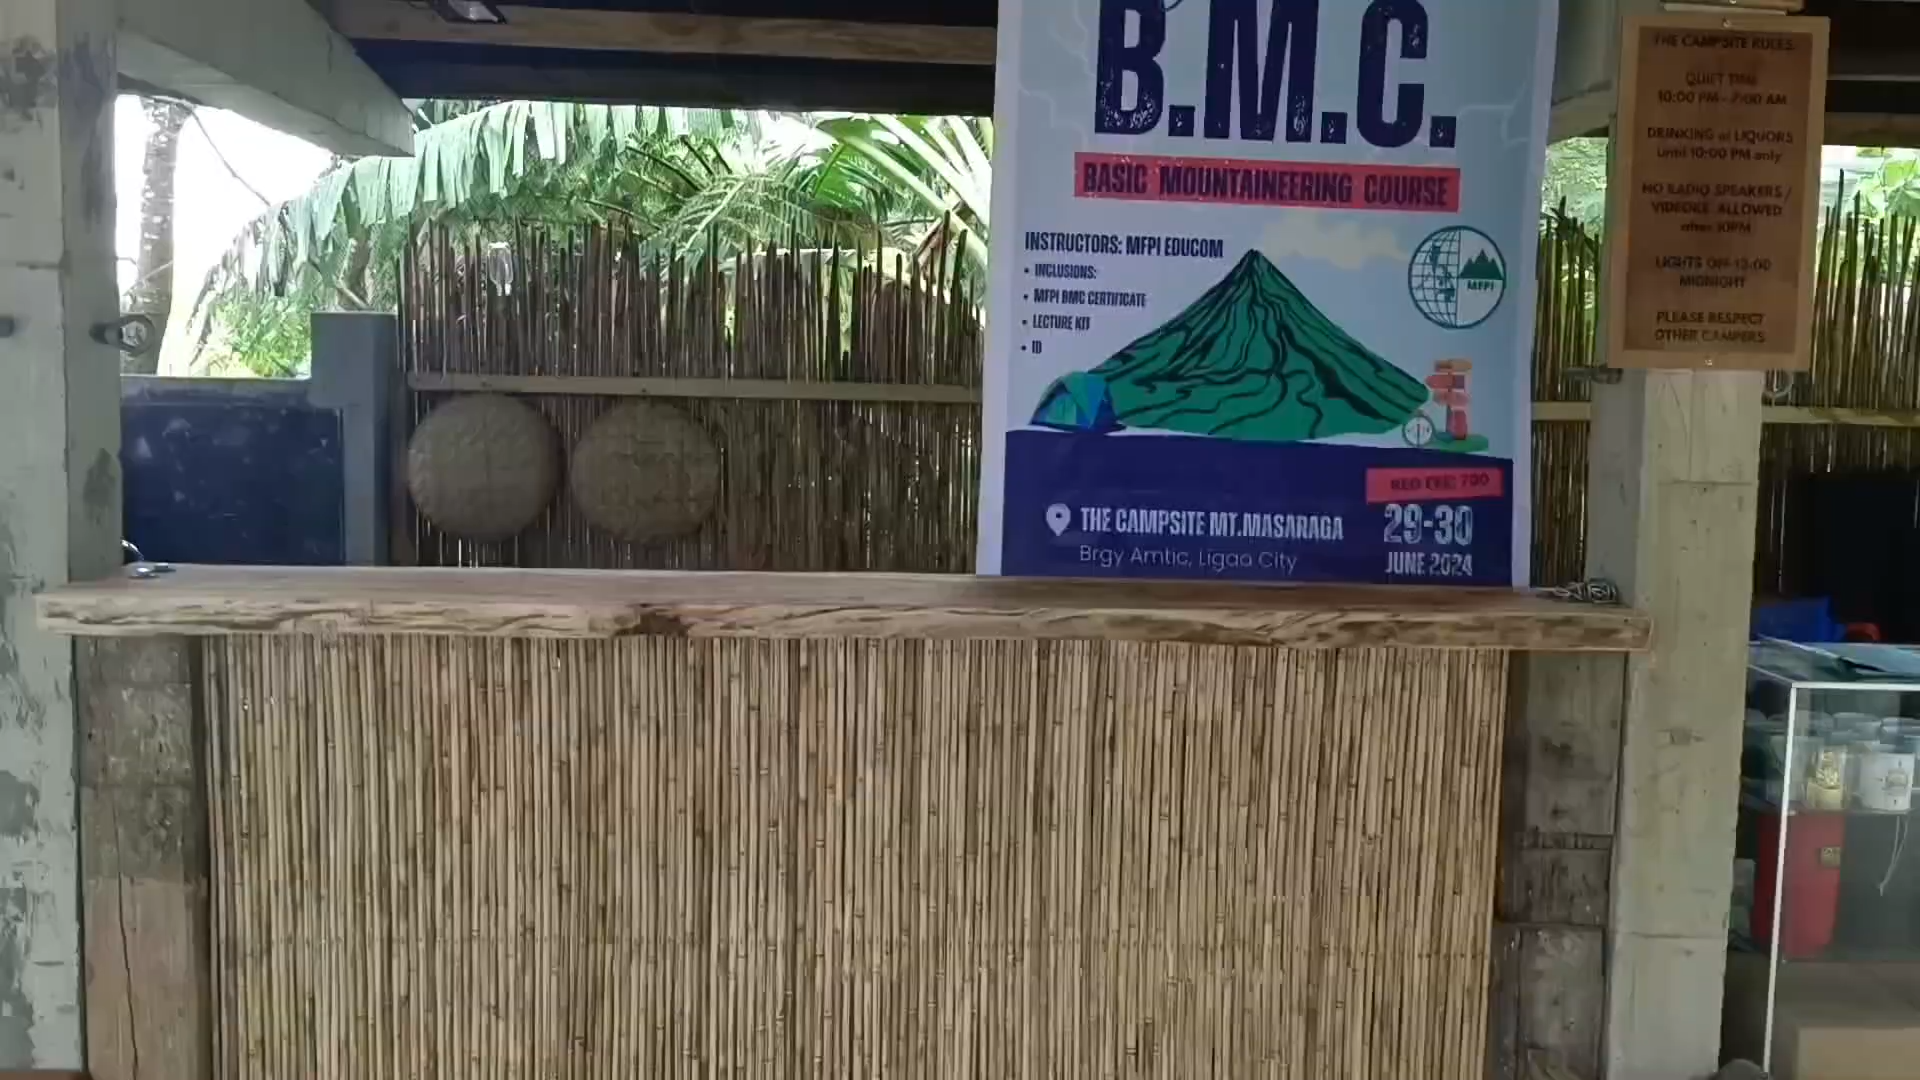 B.M.C.
BASIC MOUNTAINEERING COURSE
INSTRUCTORS: MFPI EDUCOM
• INCLUSIONS:
• MFPI BMC CERTIFICATE
• LECTURE KIT
• ID
MFPI
REG FEE: 700
THE CAMPSITE MT.MASARAGA
Brgy Amtic, Ligao City
29-30
JUNE 2024
THE CAMPSITE RULES
QUIET TIME
10:00 PM - 7:00 AM
DRINKING of LIQUORS
until 10:00 PM only
NO RADIO SPEAKERS /
VIDEOKE ALLOWED
after 10PM
LIGHTS OFF 12:00
MIDNIGHT
PLEASE RESPECT
OTHER CAMPERS